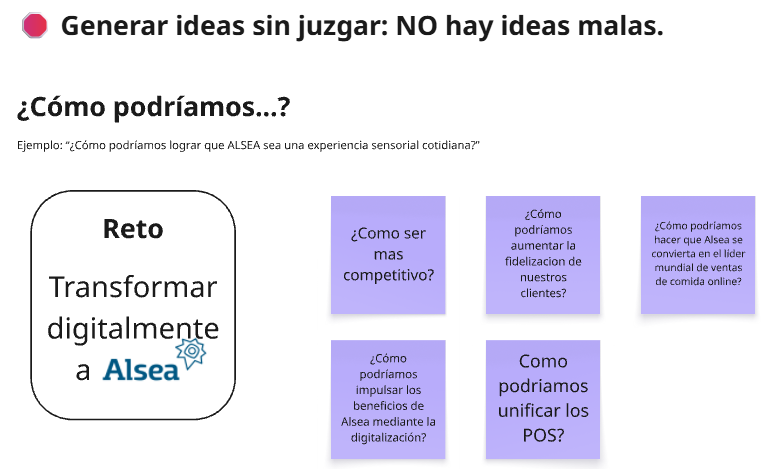 Generar ideas sin juzgar: NO hay ideas malas.
¿Cómo podríamos...?
Ejemplo: “¿Cómo podríamos lograr que ALSEA sea una experiencia sensorial cotidiana?”
Reto
Transformar
digitalmente
a Alsea
¿Como ser
mas
competitivo?
¿Cómo
podríamos
aumentar la
fidelizacion de
nuestros
clientes?
¿Cómo podríamos
hacer que Alsea se
convierta en el líder
mundial de ventas
de comida online?
¿Cómo
podríamos
impulsar los
beneficios de
Alsea mediante la
digitalización?
Como
podriamos
unificar los
POS?